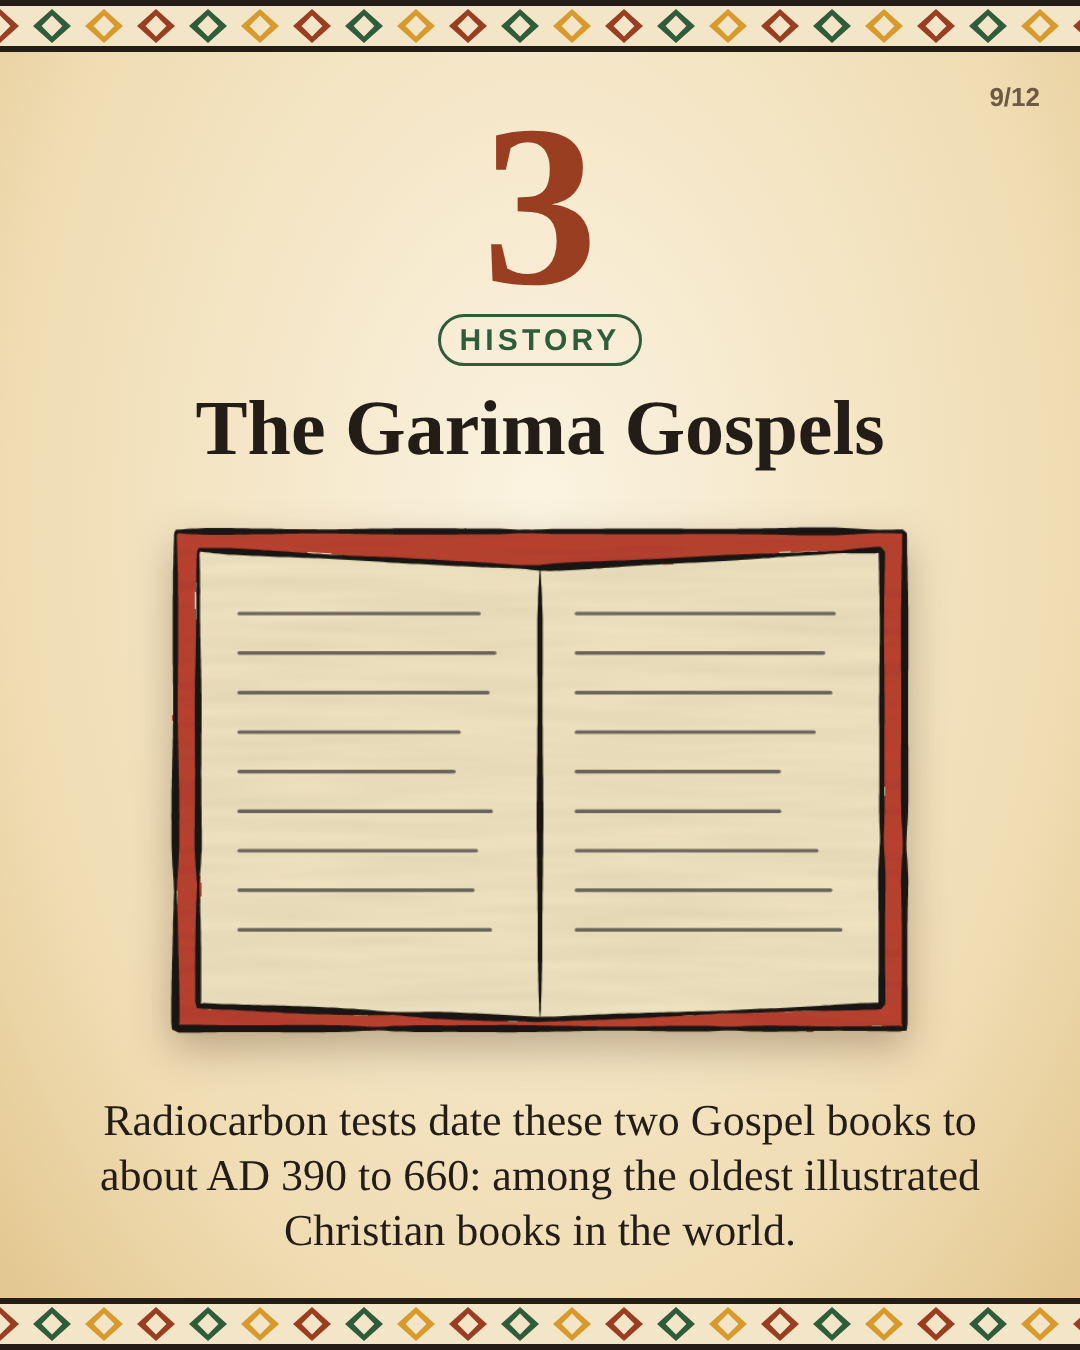 9/12
3
HISTORY
The Garima Gospels
Radiocarbon tests date these two Gospel books to
about AD 390 to 660: among the oldest illustrated
Christian books in the world.